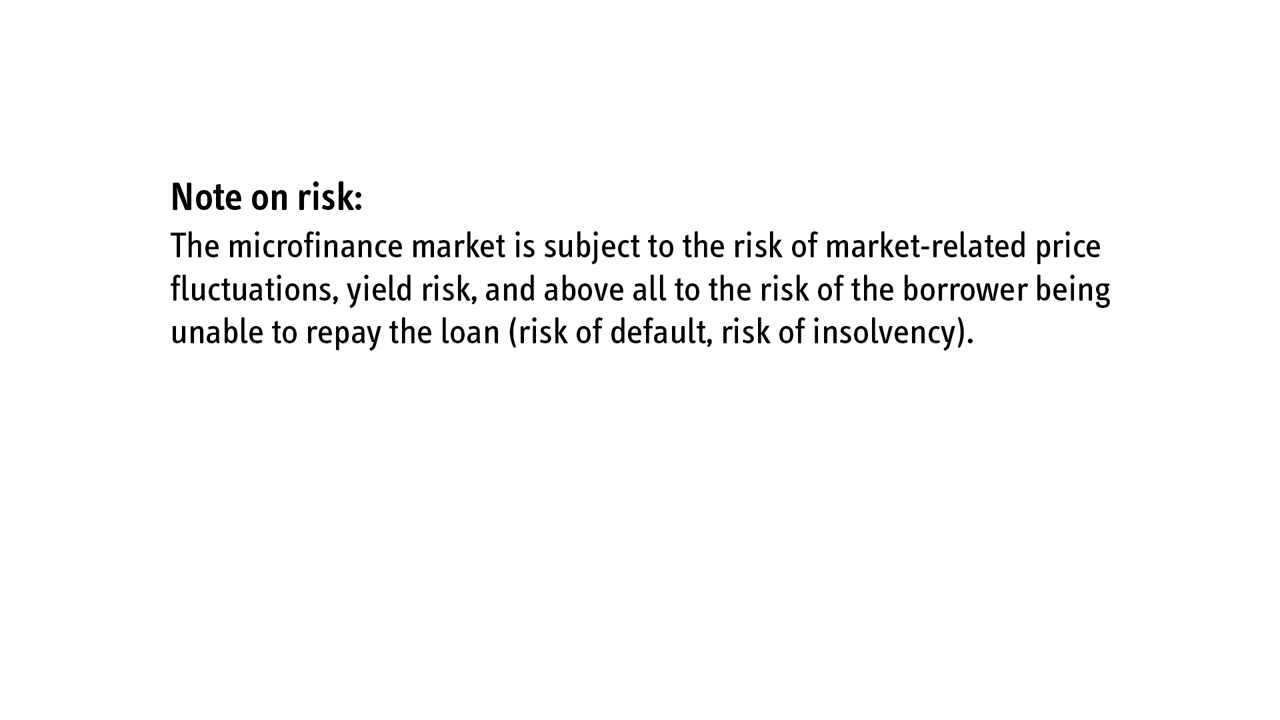 Note on risk:
The microfinance market is subject to the risk of market-related price
fluctuations, yield risk, and above all to the risk of the borrower being
unable to repay the loan (risk of default, risk of insolvency).